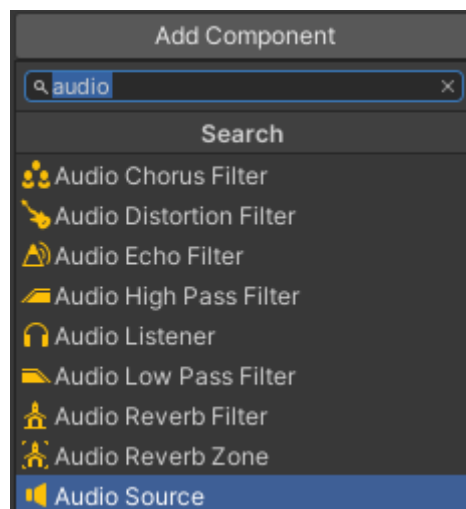 Add Component
audio
Search
Audio Chorus Filter
Audio Distortion Filter
Audio Echo Filter
Audio High Pass Filter
Audio Listener
Audio Low Pass Filter
Audio Reverb Filter
Audio Reverb Zone
Audio Source